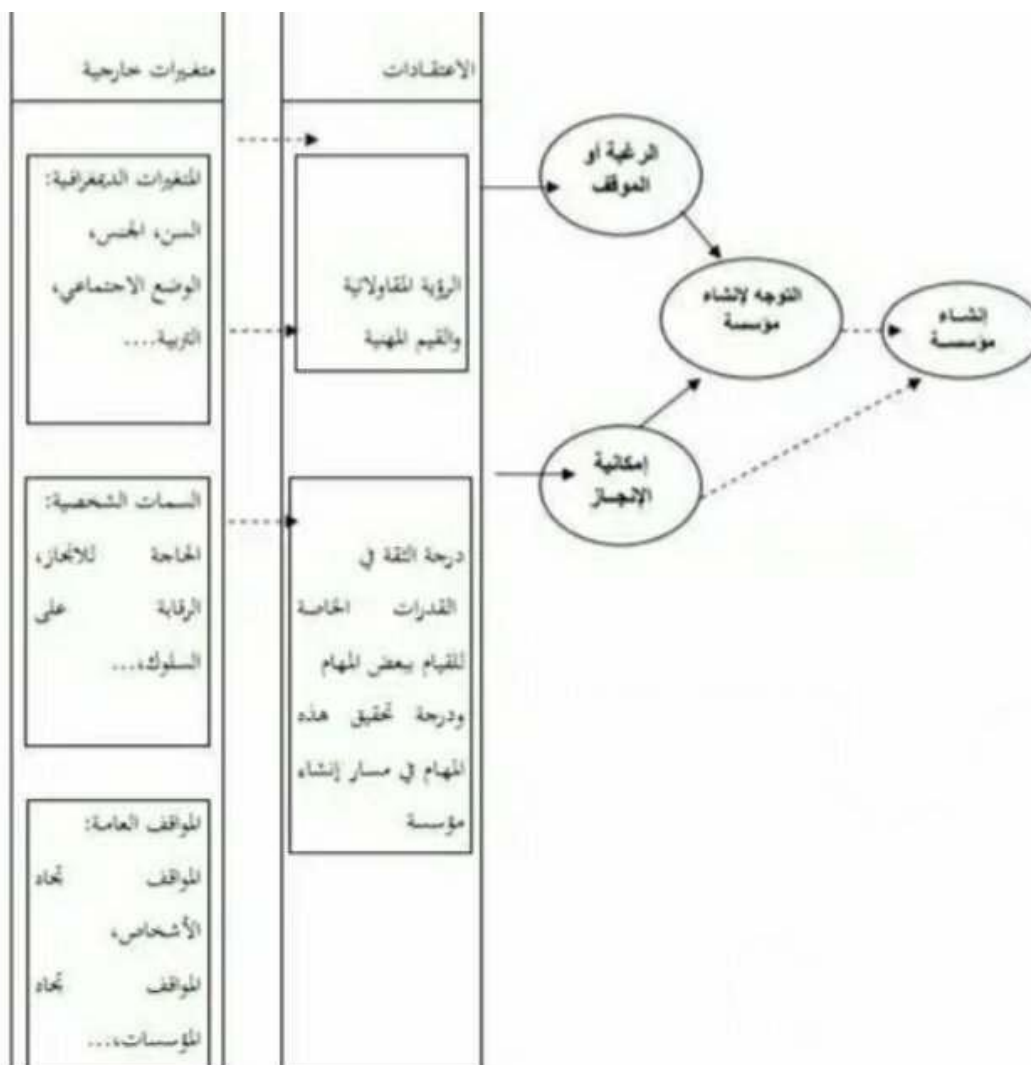 متغيرات خارجية
المتغيرات الديمغرافية:
السن، الجنس،
الوضع الاجتماعي،
التربية....
السمات الشخصية:
الحاجة للانجاز،
الرقابة على
السلوك،...
المواقف العامة:
المواقف تجاه
الأشخاص،
المواقف تجاه
المؤسسات،...
الاعتقادات
الرؤية المقاولاتية
والقيم المهنية
درجة الثقة في
القدرات الخاصة
للقيام ببعض المهام
ودرجة تحقيق هذه
المهام في مسار إنشاء
مؤسسة
الرغبة أو
الموقف
إمكانية
الإنجاز
التوجه لإنشاء
مؤسسة
إنشاء
مؤسسة